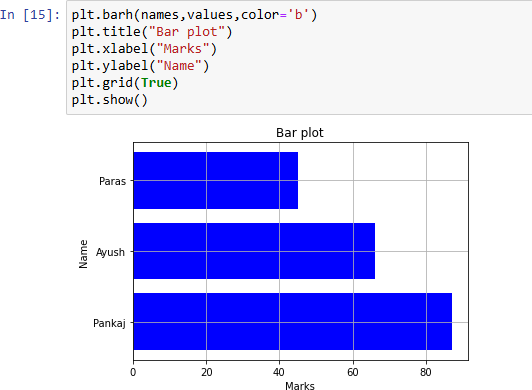 In [15]: plt.barh(names,values,color='b')
plt.title("Bar plot")
plt.xlabel("Marks")
plt.ylabel("Name")
plt.grid(True)
plt.show()
Bar plot
Paras
Ayush
Pankaj
Name
0 20 40 60 80
Marks